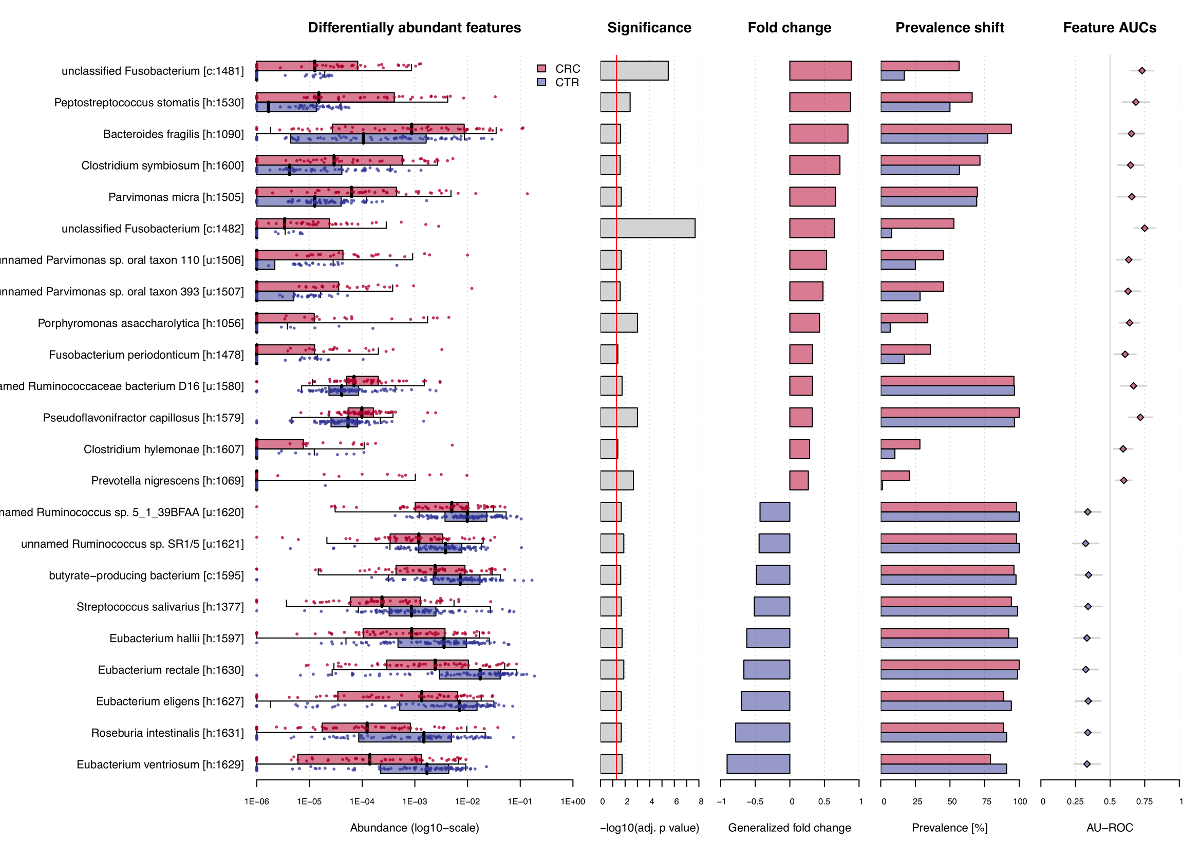 Differentially abundant features
Significance
Fold change
Prevalence shift
Feature AUCs
CRC
CTR
unclassified Fusobacterium [c:1481]
Peptostreptococcus stomatis [h:1530]
Bacteroides fragilis [h:1090]
Clostridium symbiosum [h:1600]
Parvimonas micra [h:1505]
unclassified Fusobacterium [c:1482]
nnamed Parvimonas sp. oral taxon 110 [u:1506]
nnamed Parvimonas sp. oral taxon 393 [u:1507]
Porphyromonas asaccharolytica [h:1056]
Fusobacterium periodonticum [h:1478]
amed Ruminococcaceae bacterium D16 [u:1580]
Pseudoflavonifractor capillosus [h:1579]
Clostridium hylemonae [h:1607]
Prevotella nigrescens [h:1069]
named Ruminococcus sp. 5_1_39BFAA [u:1620]
unnamed Ruminococcus sp. SR1/5 [u:1621]
butyrate−producing bacterium [c:1595]
Streptococcus salivarius [h:1377]
Eubacterium hallii [h:1597]
Eubacterium rectale [h:1630]
Eubacterium eligens [h:1627]
Roseburia intestinalis [h:1631]
Eubacterium ventriosum [h:1629]
1E−06 1E−05 1E−04 1E−03 1E−02 1E−01 1E+00
0 2 4 6 8
−1 −0.5 0 0.5 1
0 25 50 75 100
0 0.25 0.5 0.75 1
Abundance (log10−scale)
−log10(adj. p value)
Generalized fold change
Prevalence [%]
AU−ROC